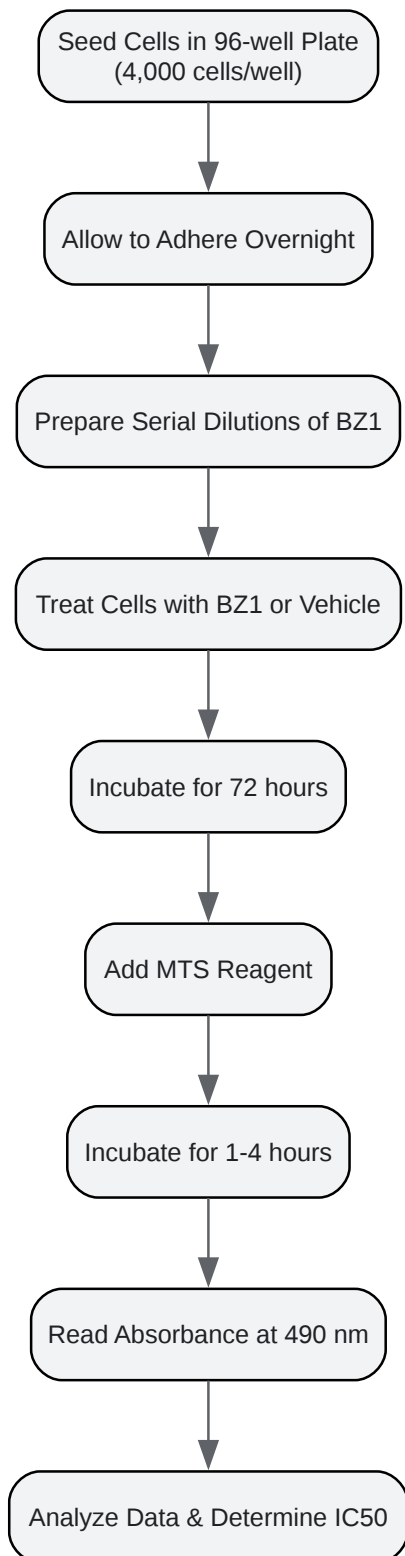 Seed Cells in 96-well Plate
(4,000 cells/well)
Allow to Adhere Overnight
Prepare Serial Dilutions of BZ1
Treat Cells with BZ1 or Vehicle
Incubate for 72 hours
Add MTS Reagent
Incubate for 1-4 hours
Read Absorbance at 490 nm
Analyze Data & Determine IC50